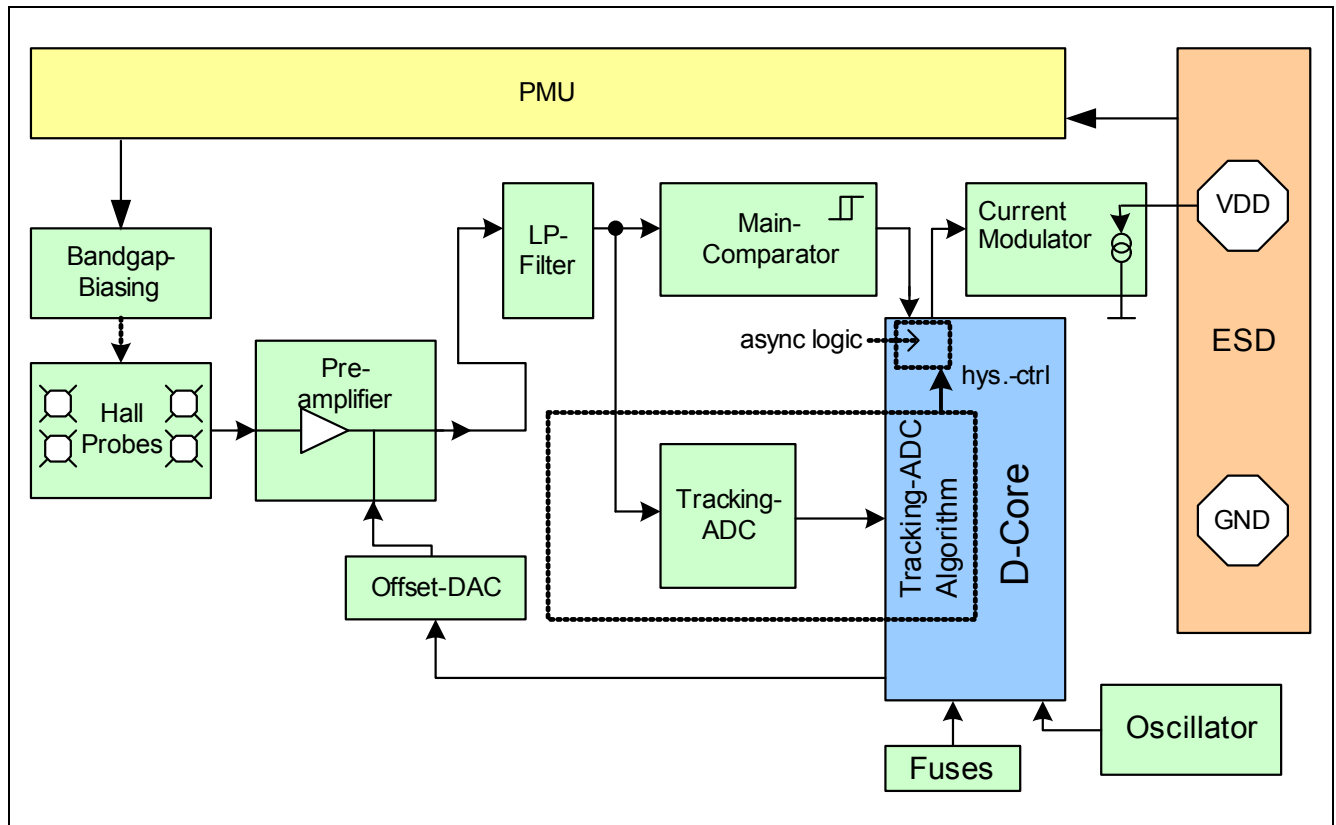 PMU
VDD
ESD
GND
Bandgap-
Biasing
Hall
Probes
Pre-
amplifier
LP-
Filter
Main-
Comparator
Current
Modulator
async logic
hys.-ctrl
Tracking-
ADC
Tracking-ADC
Algorithm
D-Core
Offset-DAC
Fuses
Oscillator